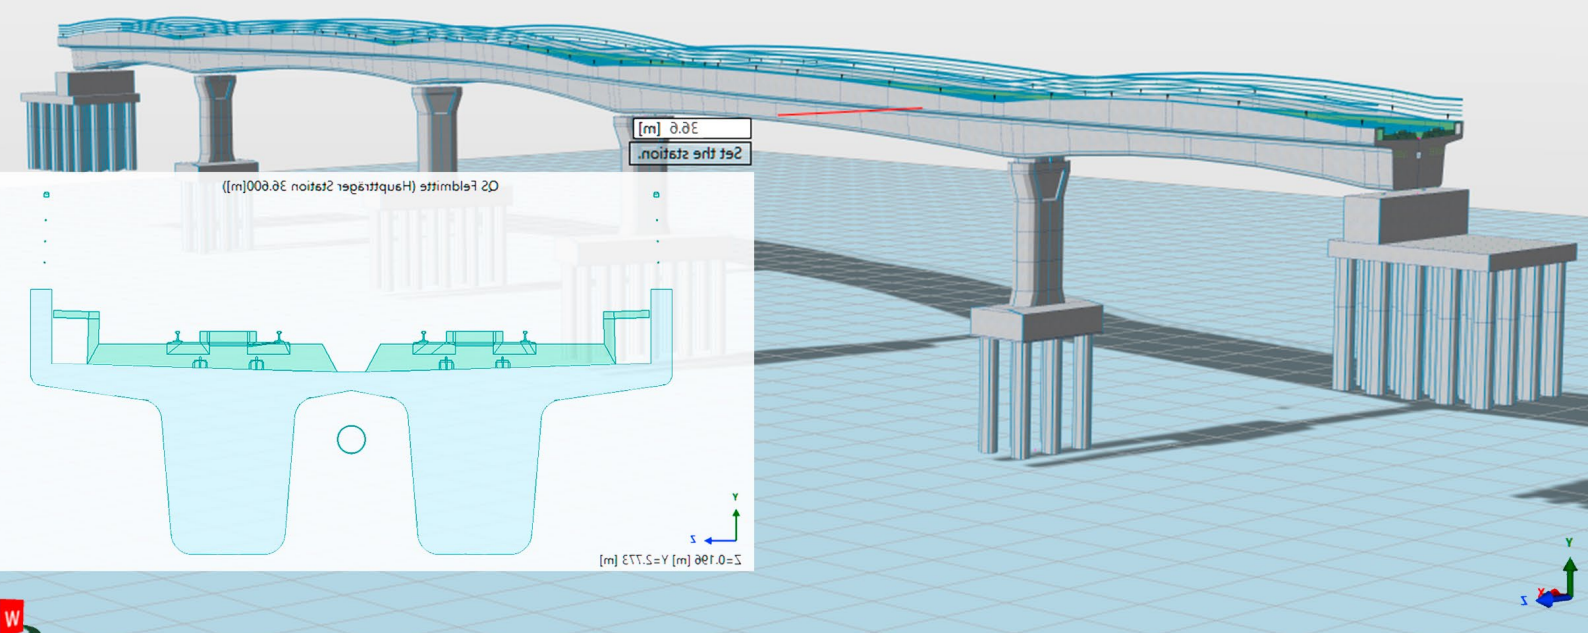 36.6 [m]
Set the station.
QS Feldmitte (Hauptträger Station 36.600[m])
Y
Z
Z=0.196 [m] Y=2.773 [m]
Y
X
Z
W